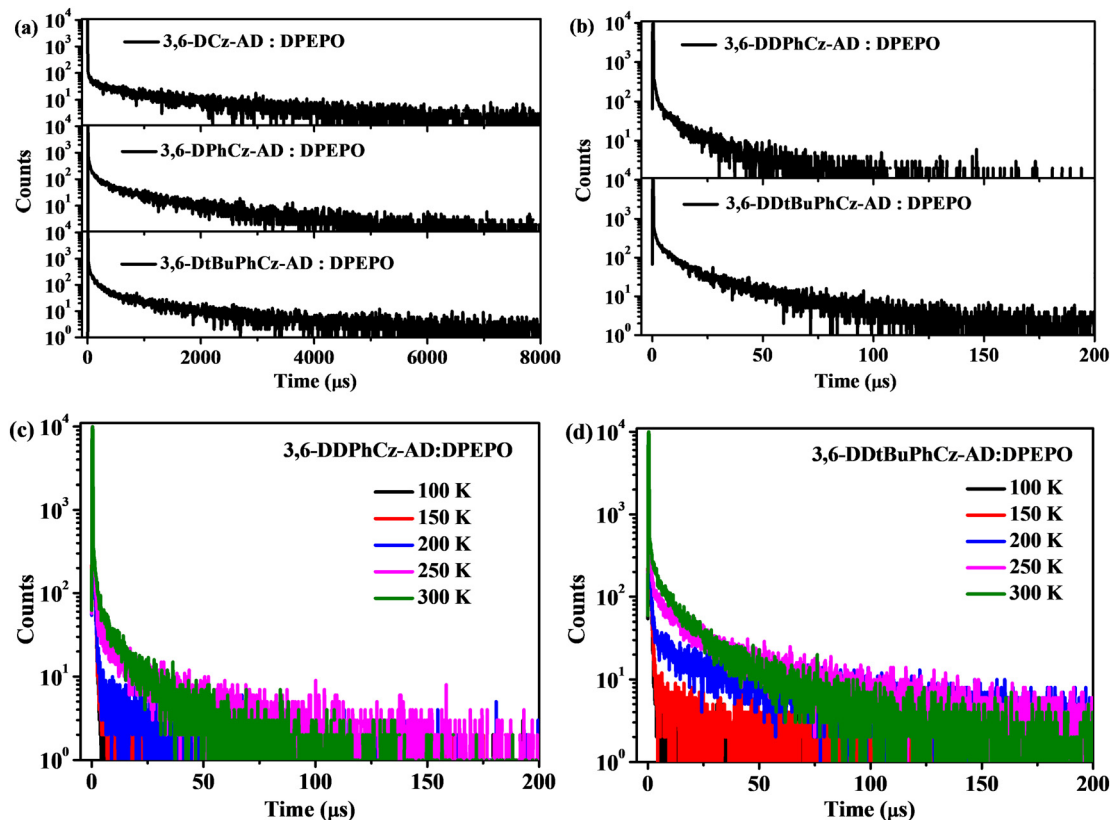 (a)
10^4
3,6-DCz-AD : DPEPO
10^3
10^2
10^1
10^4
3,6-DPhCz-AD : DPEPO
10^3
10^2
10^1
10^4
3,6-DtBuPhCz-AD : DPEPO
10^3
10^2
10^1
10^0
Counts
0 2000 4000 6000 8000
Time (μs)
(b)
10^4
3,6-DDPhCz-AD : DPEPO
10^3
10^2
10^1
10^4
3,6-DDtBuPhCz-AD : DPEPO
10^3
10^2
10^1
10^0
Counts
0 50 100 150 200
Time (μs)
(c)
10^4
3,6-DDPhCz-AD:DPEPO
100 K
150 K
200 K
250 K
300 K
10^3
10^2
10^1
10^0
Counts
0 50 100 150 200
Time (μs)
(d)
10^4
3,6-DDtBuPhCz-AD:DPEPO
100 K
150 K
200 K
250 K
300 K
10^3
10^2
10^1
10^0
Counts
0 50 100 150 200
Time (μs)